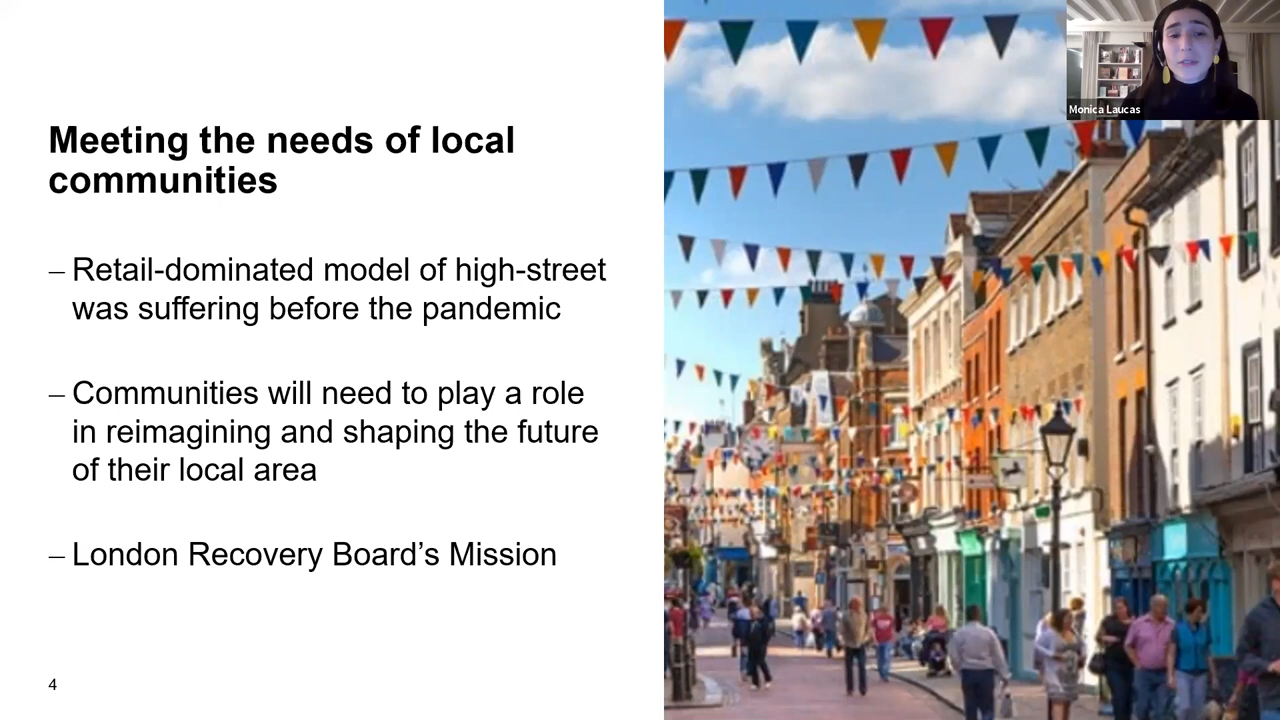 Monica Laucas
Meeting the needs of local
communities
– Retail-dominated model of high-street
was suffering before the pandemic
– Communities will need to play a role
in reimagining and shaping the future
of their local area
– London Recovery Board’s Mission
4